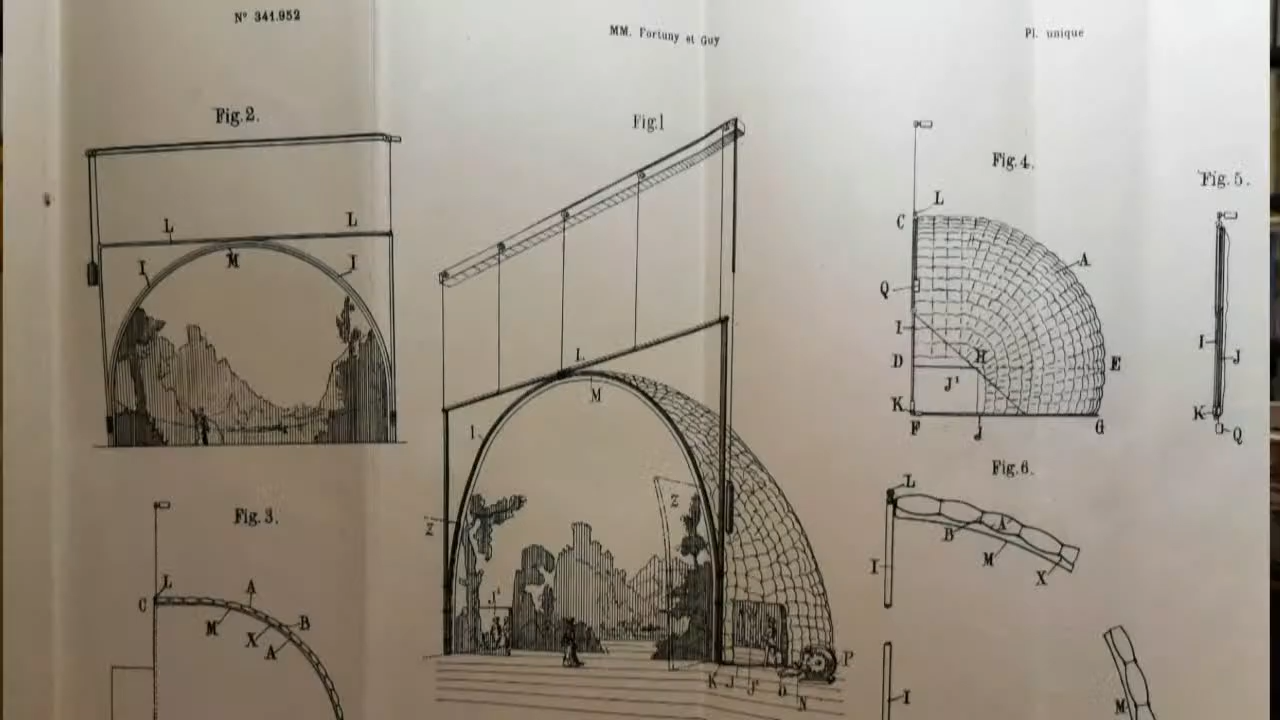 N° 341.952
MM. Fortuny et Guy
Pl. unique
Fig. 2.
L
L
I
M
I
Fig. 1
L
M
I.
Z
Z
J'
K
J
J'
D
N
P
Fig. 4.
L
C
A
Q
I
D
H
E
J'
K
F
J
G
Fig. 5.
I
J
K
Q
Fig. 3.
L
C
A
M
B
X
A
Fig. 6.
L
B
A
M
X
I
I
M